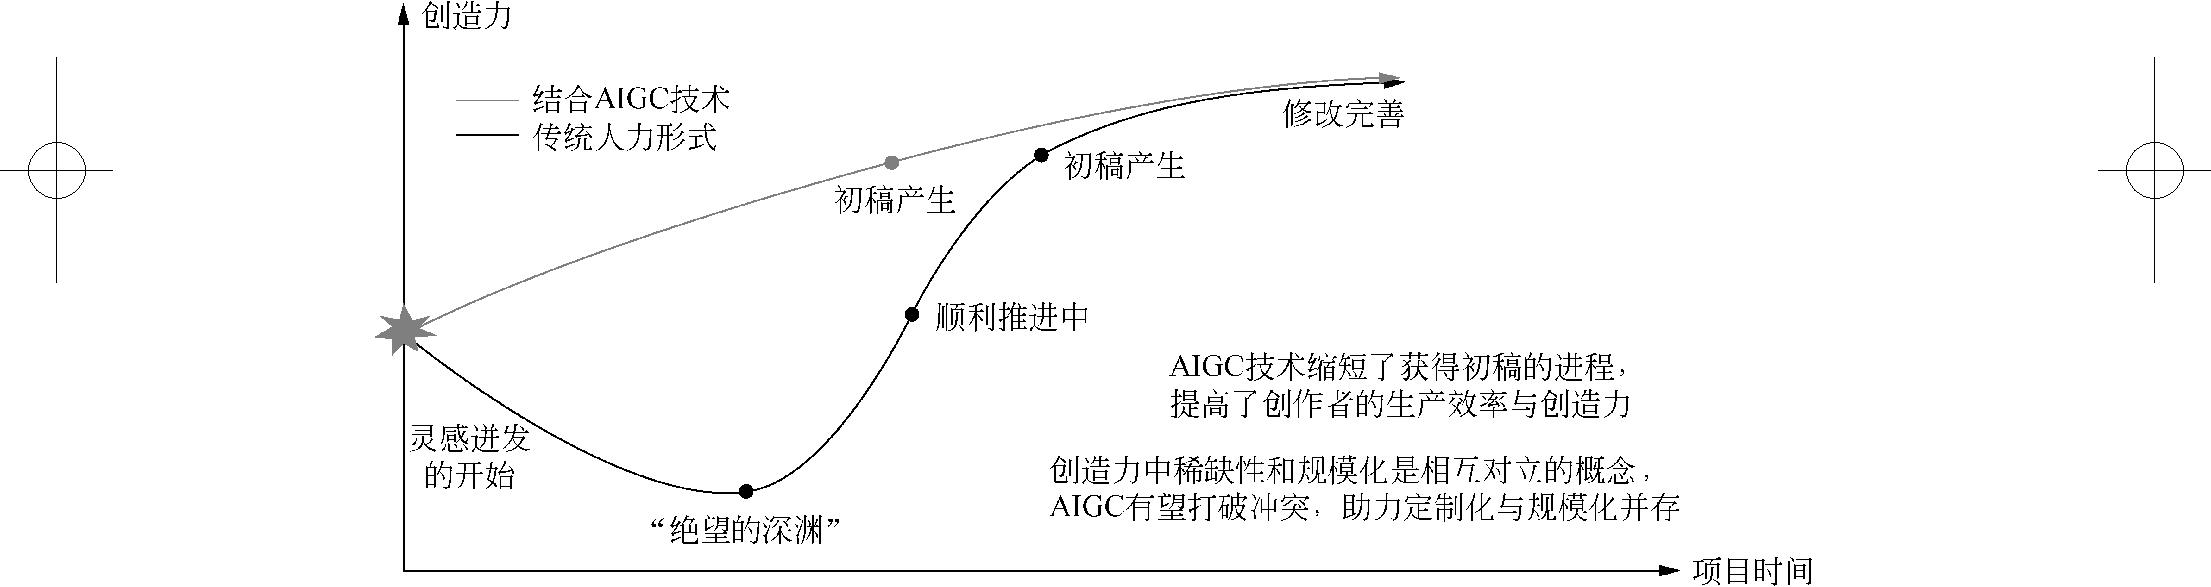 创造力
结合AIGC技术
传统人力形式
修改完善
初稿产生
初稿产生
顺利推进中
AIGC技术缩短了获得初稿的进程，
提高了创作者的生产效率与创造力
灵感迸发
的开始
创造力中稀缺性和规模化是相互对立的概念，
AIGC有望打破冲突，助力定制化与规模化并存
“绝望的深渊”
项目时间